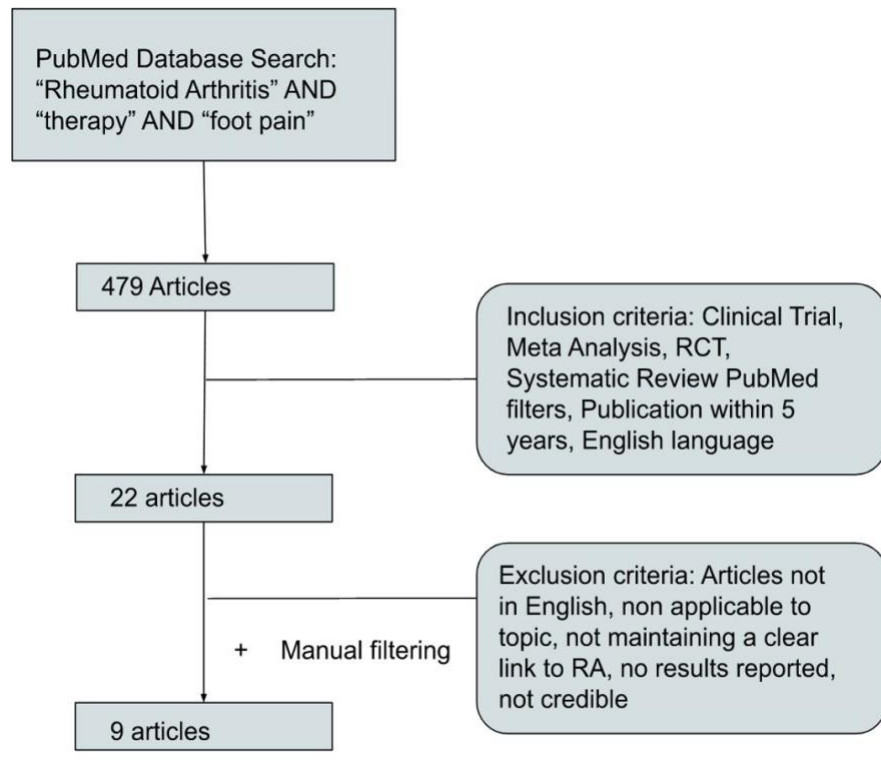 PubMed Database Search:
“Rheumatoid Arthritis” AND
“therapy” AND “foot pain”
479 Articles
Inclusion criteria: Clinical Trial,
Meta Analysis, RCT,
Systematic Review PubMed
filters, Publication within 5
years, English language
22 articles
Exclusion criteria: Articles not
in English, non applicable to
topic, not maintaining a clear
link to RA, no results reported,
not credible
+ Manual filtering
9 articles